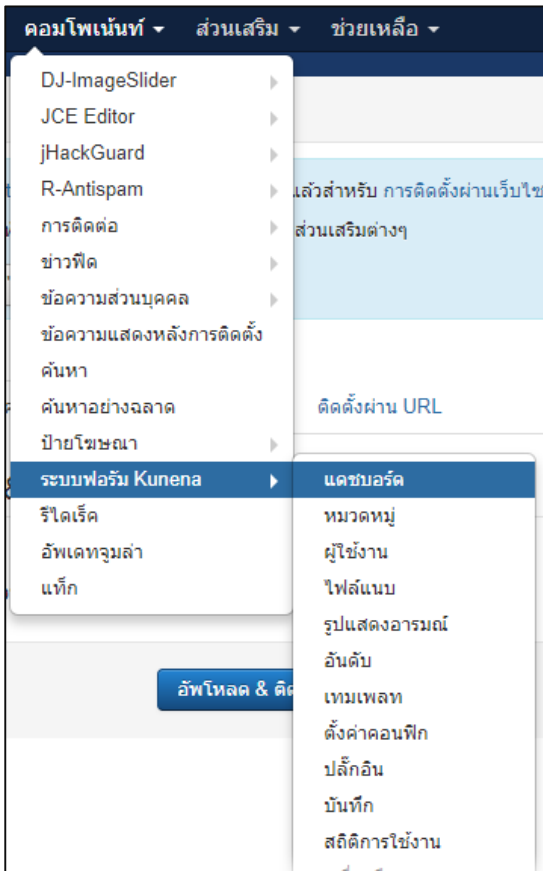 คอมโพเน้นท์ ส่วนเสริม ช่วยเหลือ
DJ-ImageSlider
JCE Editor
jHackGuard
R-Antispam
การติดต่อ
ข่าวฟีด
ข้อความส่วนบุคคล
ข้อความแสดงหลังการติดตั้ง
ค้นหา
ค้นหาอย่างฉลาด
ป้ายโฆษณา
ระบบฟอรัม Kunena
รีไดเร็ค
อัพเดทจูมล่า
แท็ก
แล้วสำหรับ การติดตั้งผ่านเว็บไซ
ส่วนเสริมต่างๆ
ติดตั้งผ่าน URL
แดชบอร์ด
หมวดหมู่
ผู้ใช้งาน
ไฟล์แนบ
รูปแสดงอารมณ์
อันดับ
เทมเพลท
ตั้งค่าคอนฟิก
ปลั๊กอิน
บันทึก
สถิติการใช้งาน
อัพโหลด &